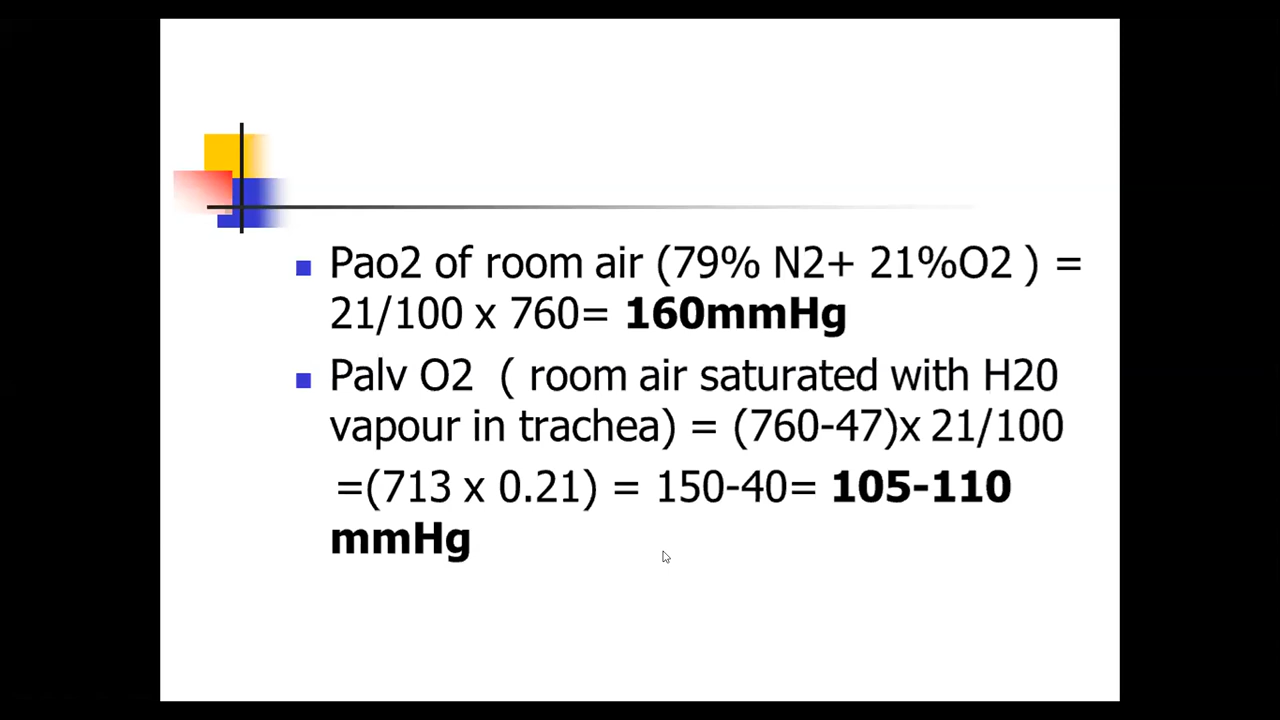 Pao2 of room air (79% N2+ 21%O2 ) =
21/100 x 760= 160mmHg
Palv O2 ( room air saturated with H20
vapour in trachea) = (760-47)x 21/100
=(713 x 0.21) = 150-40= 105-110
mmHg